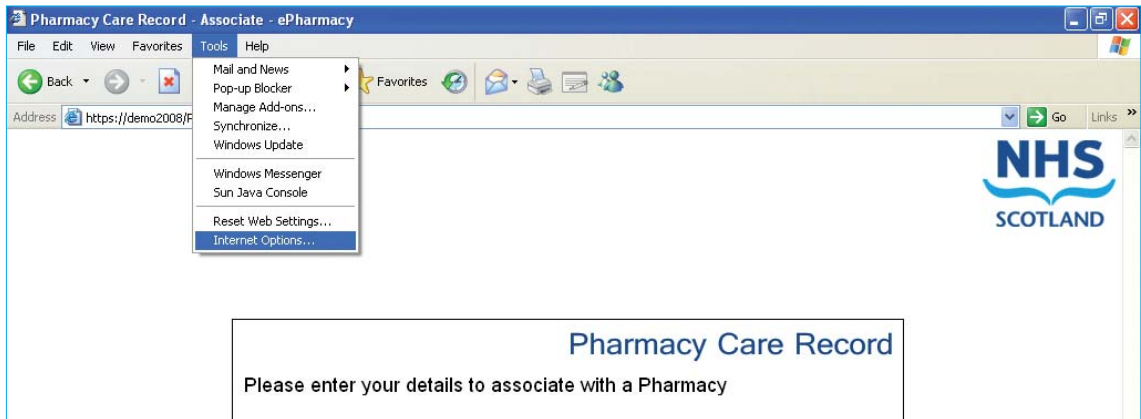 Pharmacy Care Record - Associate - ePharmacy
File Edit View Favorites Tools Help
Back
Favorites
Address https://demo2008/P
Go Links »
Mail and News
Pop-up Blocker
Manage Add-ons...
Synchronize...
Windows Update
Windows Messenger
Sun Java Console
Reset Web Settings...
Internet Options...
NHS
SCOTLAND
Pharmacy Care Record
Please enter your details to associate with a Pharmacy